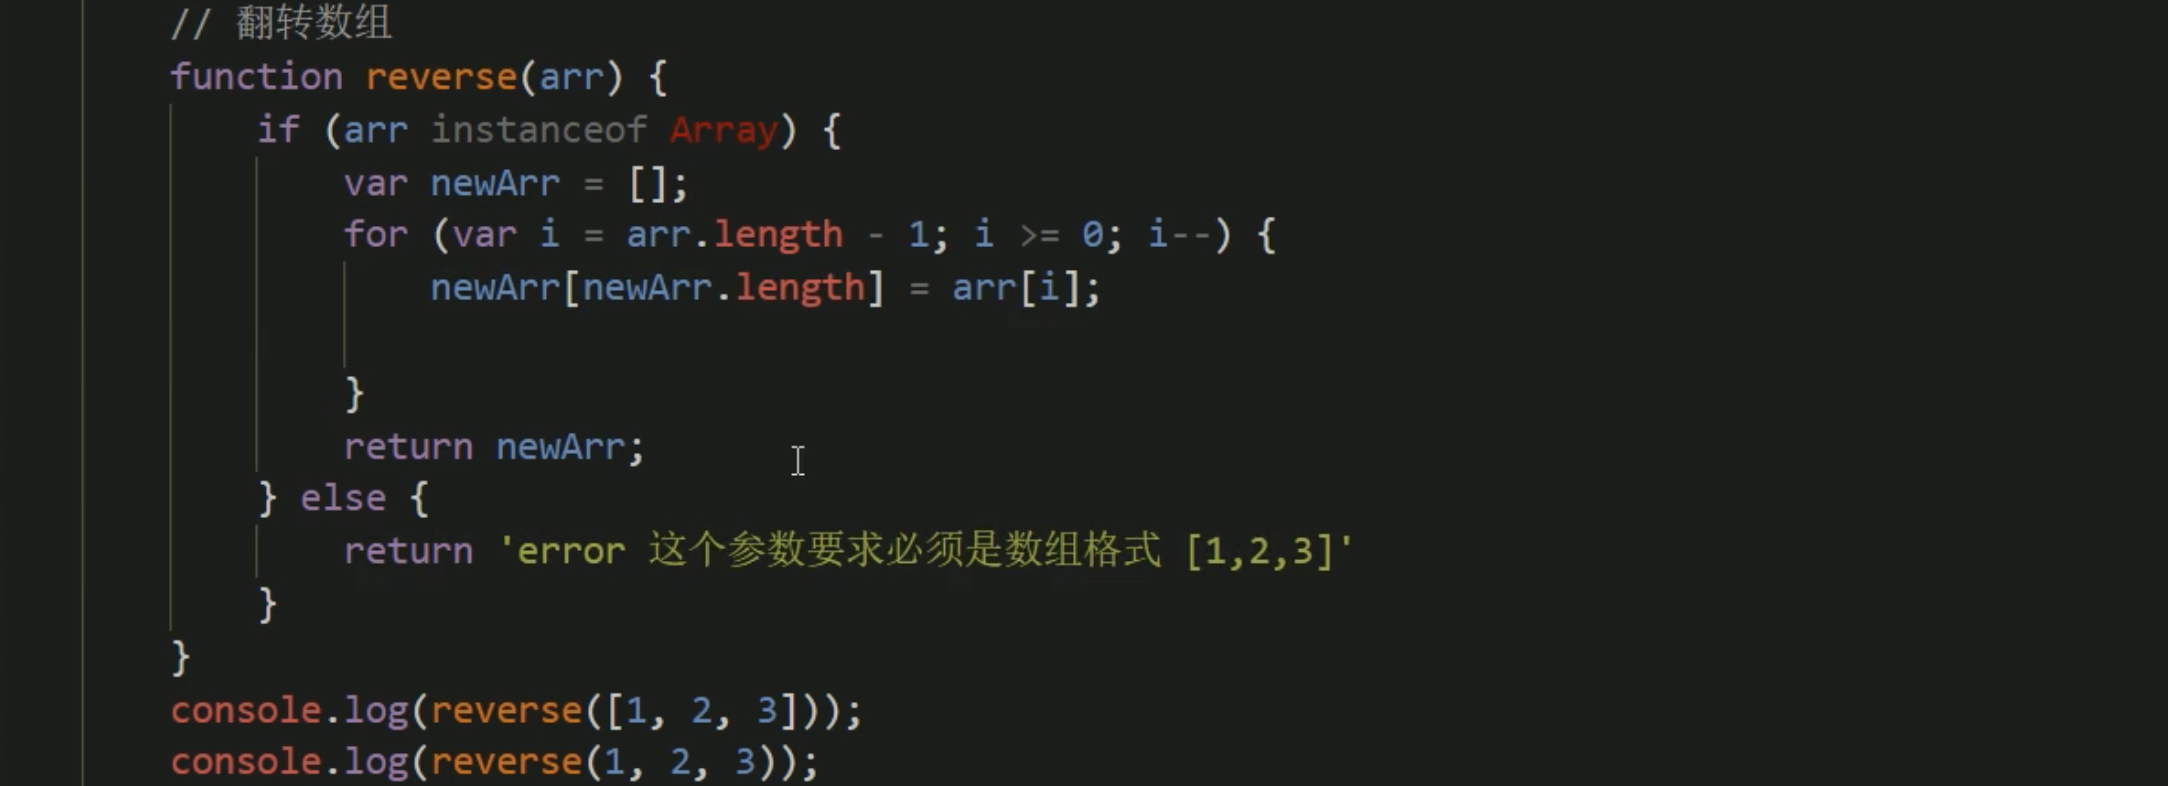 // 翻转数组
function reverse(arr) {
if (arr instanceof Array) {
var newArr = [];
for (var i = arr.length - 1; i >= 0; i--) {
newArr[newArr.length] = arr[i];
}
return newArr;
} else {
return 'error 这个参数要求必须是数组格式 [1,2,3]'
}
}
console.log(reverse([1, 2, 3]));
console.log(reverse(1, 2, 3));